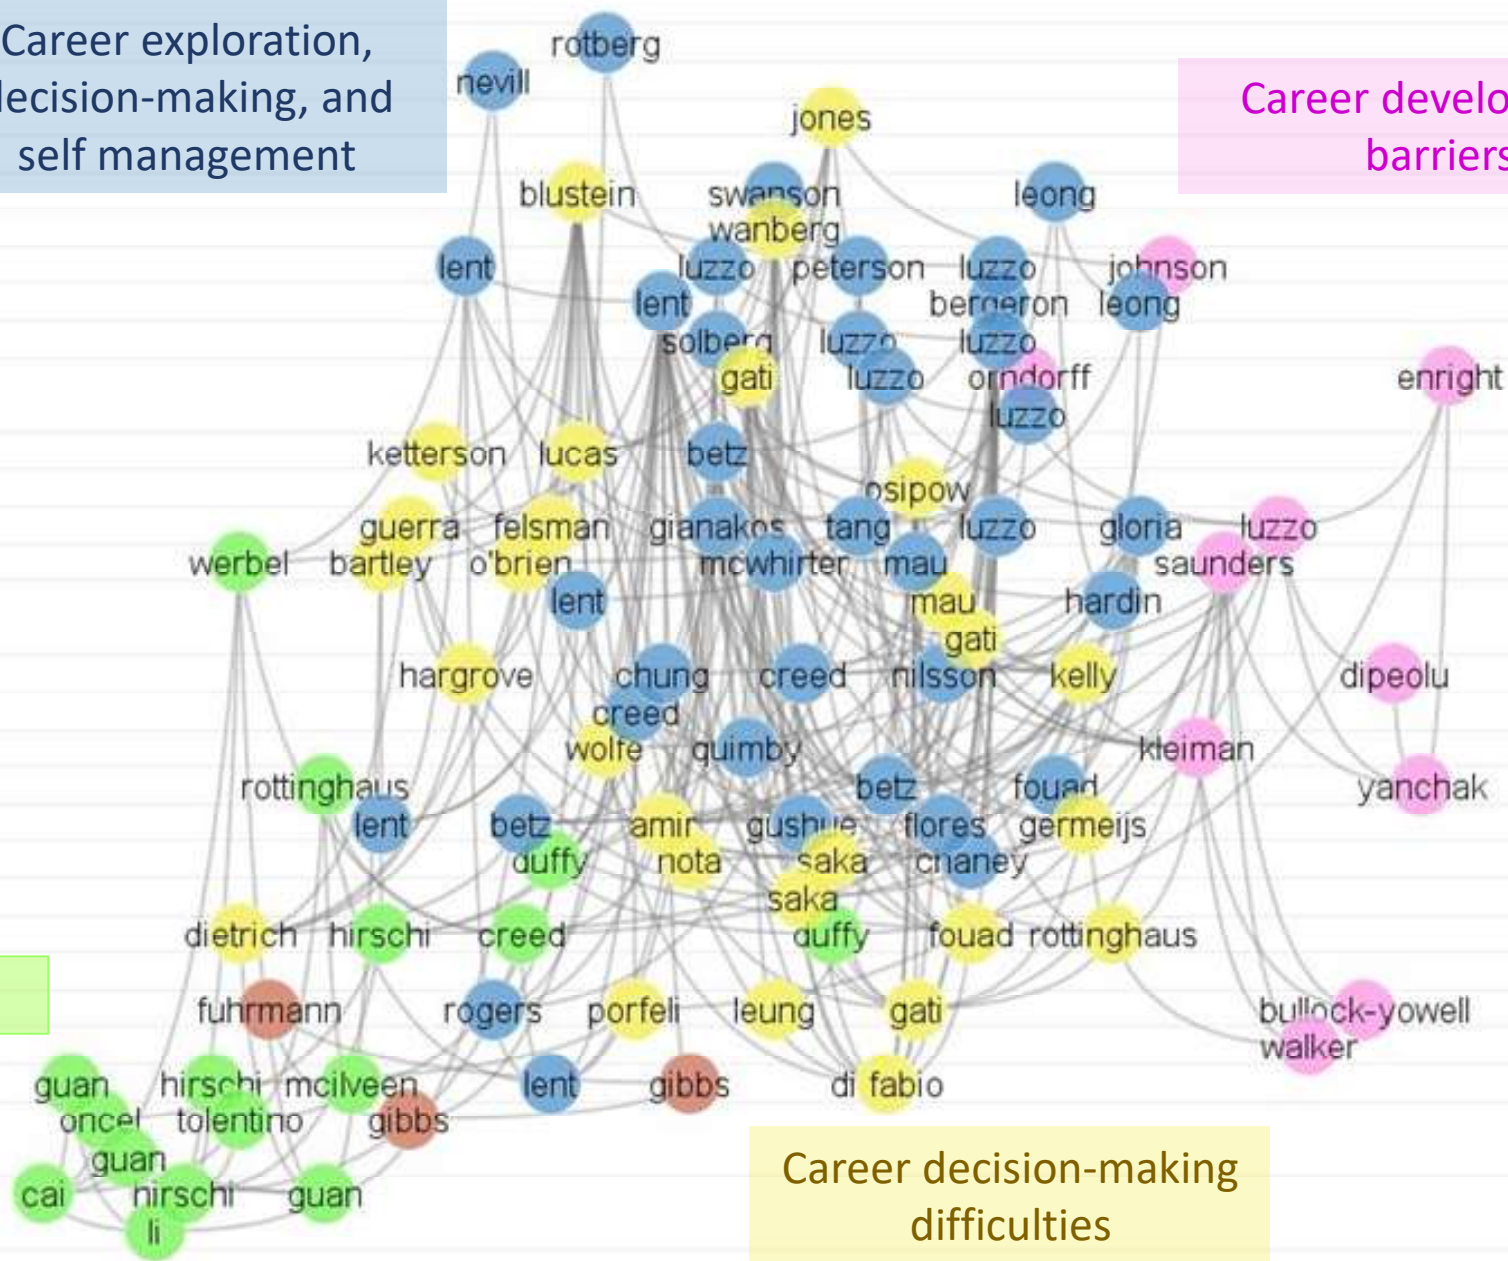 Career exploration,
decision-making, and
self management
Career develo
barriers
rotberg
nevill
jones
blustein
swanson
leong
wanberg
lent
luzzo
peterson
luzzo
johnson
lent
bergeron
leong
solberg
luzzo
luzzo
gati
luzzo
orndorff
enright
luzzo
ketterson
lucas
betz
osipow
guerra
felsman
gianakos
tang
luzzo
gloria
luzzo
werbel
bartley
o'brien
mcwhirter
mau
saunders
lent
mau
hardin
gati
hargrove
chung
creed
nilsson
kelly
dipeolu
creed
wolfe
quimby
kleiman
rottinghaus
betz
fouad
yanchak
lent
betz
amir
gushue
flores
germeijs
duffy
nota
saka
chaney
saka
dietrich
hirschi
creed
duffy
fouad
rottinghaus
fuhrmann
rogers
porfeli
leung
gati
bullock-yowell
walker
guan
hirschi
mcilveen
lent
gibbs
di fabio
oncel
tolentino
gibbs
guan
cai
hirschi
guan
li
Career decision-making
difficulties